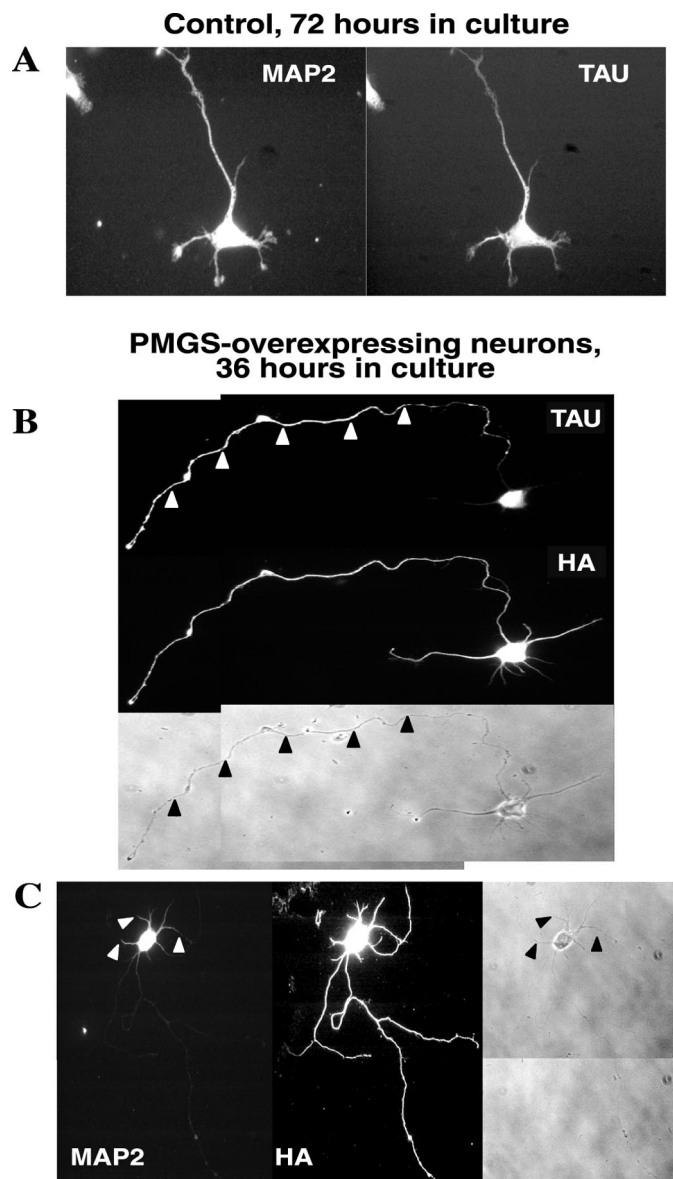 Control, 72 hours in culture
A
MAP2
TAU
PMGS-overexpressing neurons,
36 hours in culture
B
TAU
HA
C
MAP2
HA